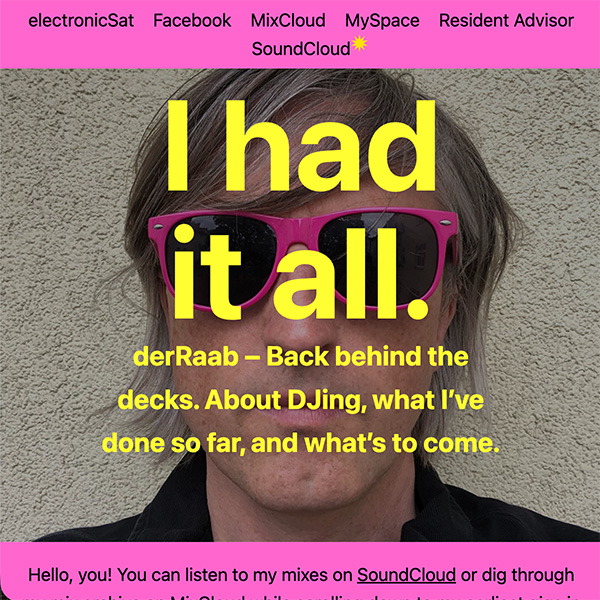 electronicSat Facebook MixCloud MySpace Resident Advisor
SoundCloud
I had
it all.
derRaab – Back behind the
decks. About DJing, what I’ve
done so far, and what’s to come.
Hello, you! You can listen to my mixes on SoundCloud or dig through